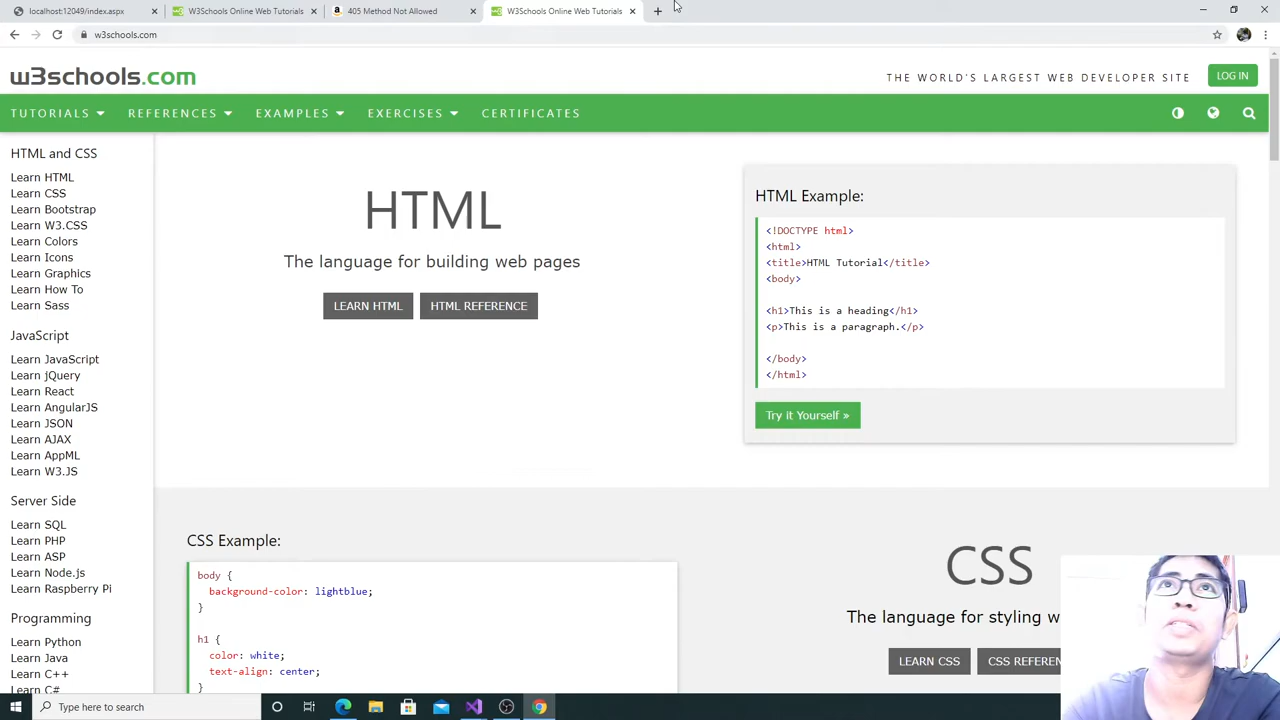 localhost:12049/index.aspx
W3Schools Online Web Tutorials
405 Method Not Allowed
W3Schools Online Web Tutorials
w3schools.com
w3schools.com
THE WORLD'S LARGEST WEB DEVELOPER SITE
LOG IN
TUTORIALS
REFERENCES
EXAMPLES
EXERCISES
CERTIFICATES
HTML and CSS
Learn HTML
Learn CSS
Learn Bootstrap
Learn W3.CSS
Learn Colors
Learn Icons
Learn Graphics
Learn How To
Learn Sass
JavaScript
Learn JavaScript
Learn jQuery
Learn React
Learn AngularJS
Learn JSON
Learn AJAX
Learn AppML
Learn W3.JS
Server Side
Learn SQL
Learn PHP
Learn ASP
Learn Node.js
Learn Raspberry Pi
Programming
Learn Python
Learn Java
Learn C++
Learn C#
HTML
The language for building web pages
LEARN HTML
HTML REFERENCE
HTML Example:
<!DOCTYPE html>
<html>
<title>HTML Tutorial</title>
<body>
<h1>This is a heading</h1>
<p>This is a paragraph.</p>
</body>
</html>
Try it Yourself »
CSS Example:
body {
background-color: lightblue;
}
h1 {
color: white;
text-align: center;
}
CSS
The language for styling w
LEARN CSS
CSS REFEREN
Type here to search